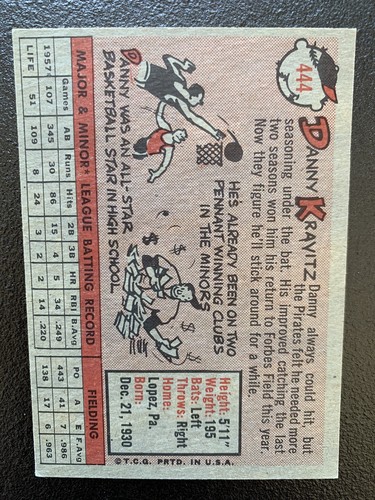 444
DANNY KRAVITZ
Danny always could hit, but
the Pirates felt he needed more
seasoning under the bat. His improved catching the last
two seasons won him his return to Forbes Field this year.
Now they figure he'll stick around for a while.
HE'S ALREADY BEEN ON TWO
PENNANT WINNING CLUBS
IN THE MINORS
$ $ $
DANNY WAS AN ALL-STAR
BASKETBALL STAR IN HIGH SCHOOL
Height: 5'11"
Weight: 195
Bats: Left
Throws: Right
Home:
Lopez, Pa.
Born:
Dec. 21, 1930
MAJOR & MINOR* LEAGUE BATTING RECORD FIELDING
Games AB Runs Hits 2B 3B HR RBI B.Avg PO A E F.Avg
1957* 107 345 30 86 15 4 5 34 .249 443 41 7 .986
LIFE 51 109 8 24 3 2 2 14 .220 138 17 6 .963
© T.C.G. PRTD. IN U.S.A.